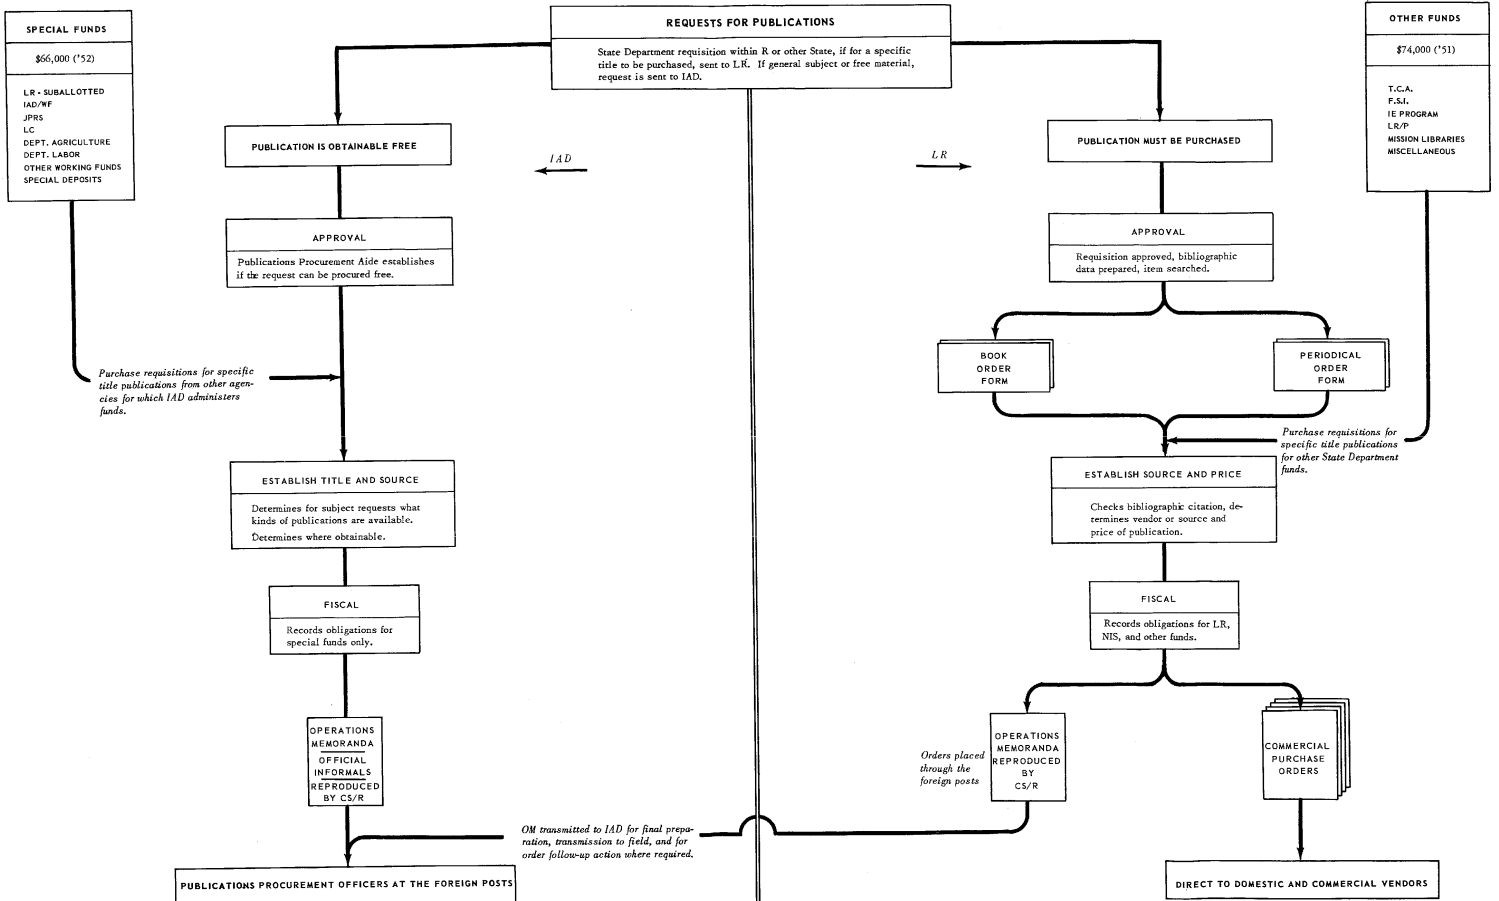 SPECIAL FUNDS
$66,000 ('52)
LR - SUBALLOTTED
IAD/WF
JPRS
LC
DEPT. AGRICULTURE
DEPT. LABOR
OTHER WORKING FUNDS
SPECIAL DEPOSITS
REQUESTS FOR PUBLICATIONS
State Department requisition within R or other State, if for a specific
title to be purchased, sent to LR. If general subject or free material,
request is sent to IAD.
OTHER FUNDS
$74,000 ('51)
T.C.A.
F.S.I.
IE PROGRAM
LR/P
MISSION LIBRARIES
MISCELLANEOUS
PUBLICATION IS OBTAINABLE FREE
IAD
LR
PUBLICATION MUST BE PURCHASED
APPROVAL
Publications Procurement Aide establishes
if the request can be procured free.
APPROVAL
Requisition approved, bibliographic
data prepared, item searched.
BOOK
ORDER
FORM
PERIODICAL
ORDER
FORM
Purchase requisitions for specific
title publications from other agen-
cies for which IAD administers
funds.
Purchase requisitions for
specific title publications
for other State Department
funds.
ESTABLISH TITLE AND SOURCE
Determines for subject requests what
kinds of publications are available.
Determines where obtainable.
ESTABLISH SOURCE AND PRICE
Checks bibliographic citation, de-
termines vendor or source and
price of publication.
FISCAL
Records obligations for
special funds only.
FISCAL
Records obligations for LR,
NIS, and other funds.
OPERATIONS
MEMORANDA
OFFICIAL
INFORMALS
REPRODUCED
BY CS/R
Orders placed
through the
foreign posts
OPERATIONS
MEMORANDA
REPRODUCED
BY
CS/R
COMMERCIAL
PURCHASE
ORDERS
OM transmitted to IAD for final prepa-
ration, transmission to field, and for
order follow-up action where required.
PUBLICATIONS PROCUREMENT OFFICERS AT THE FOREIGN POSTS
DIRECT TO DOMESTIC AND COMMERCIAL VENDORS